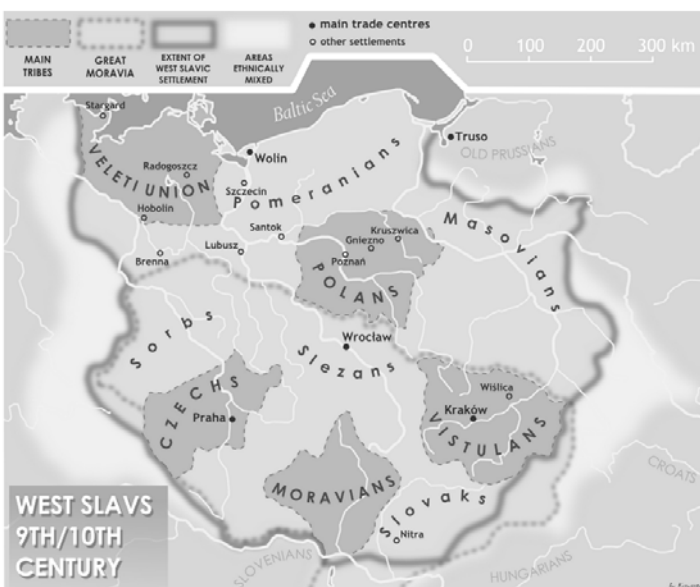 MAIN
TRIBES
GREAT
MORAVIA
EXTENT OF
WEST SLAVIC
SETTLEMENT
AREAS
ETHNICALLY
MIXED
main trade centres
other settlements
0 100 200 300 km
Baltic Sea
Stargard
Truso
OLD PRUSSIANS
VELETI UNION
Radogoszcz
Wolin
Pomeranians
Szczecin
Hobolin
Masovians
Santok
Kruszwica
Gniezno
Lubusz
Brenna
Poznań
POLANS
Sorbs
Wrocław
Slezans
CZECHS
Praha
Wiślica
Kraków
VISTULANS
MORAVIANS
Slovaks
Nitra
CROATS
WEST SLAVS
9TH/10TH
CENTURY
SLOVENIANS
HUNGARIANS